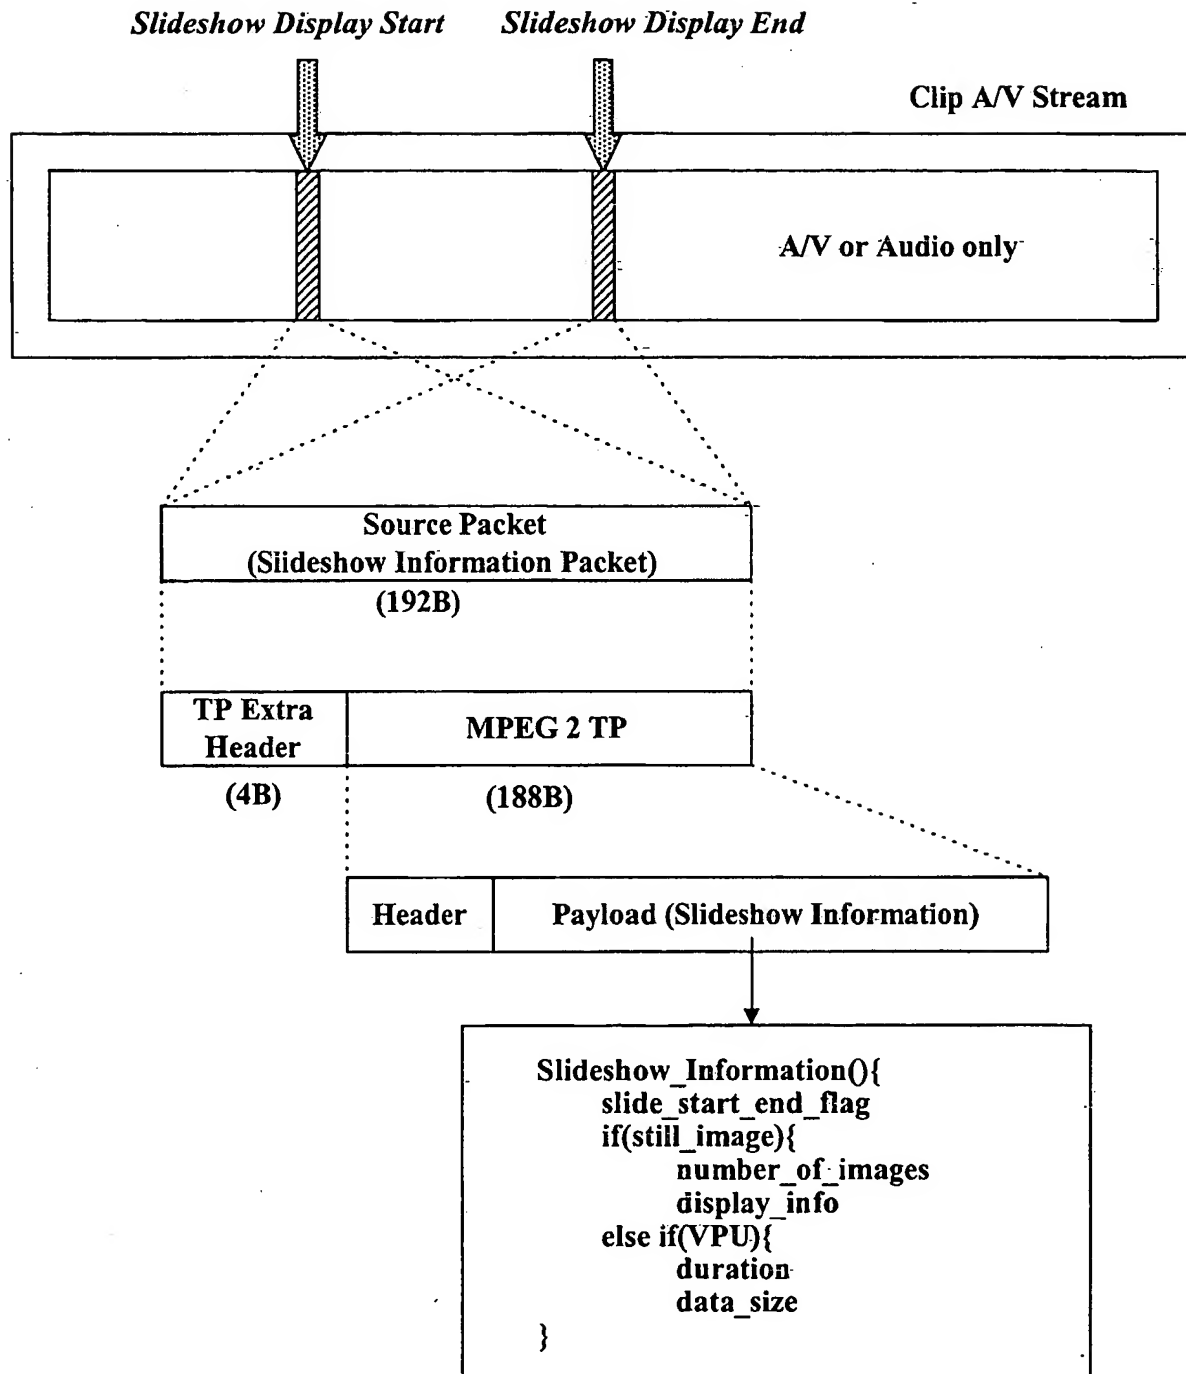 Slideshow Display Start
Slideshow Display End
Clip A/V Stream
A/V or Audio only
Source Packet
(Siideshow Information Packet)
(192B)
TP Extra
Header
MPEG 2 TP
(4B)
(188B)
Header
Payload (Slideshow Information)
Slideshow_Information(){
slide_start_end_flag
if(still_image){
number_of_images
display_info
else if(VPU){
duration
data_size
}